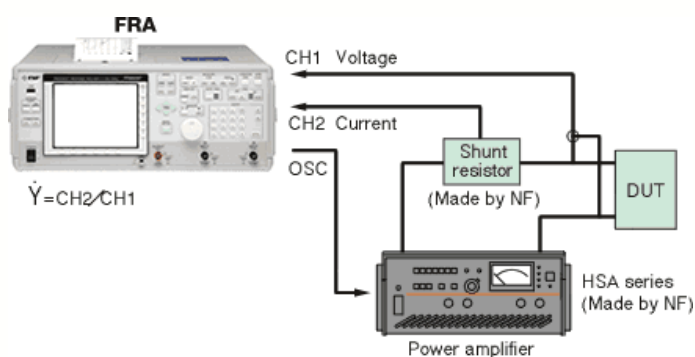 FRA
CH1 Voltage
CH2 Current
OSC
Ẏ=CH2/CH1
Shunt
resistor
(Made by NF)
DUT
HSA series
(Made by NF)
Power amplifier